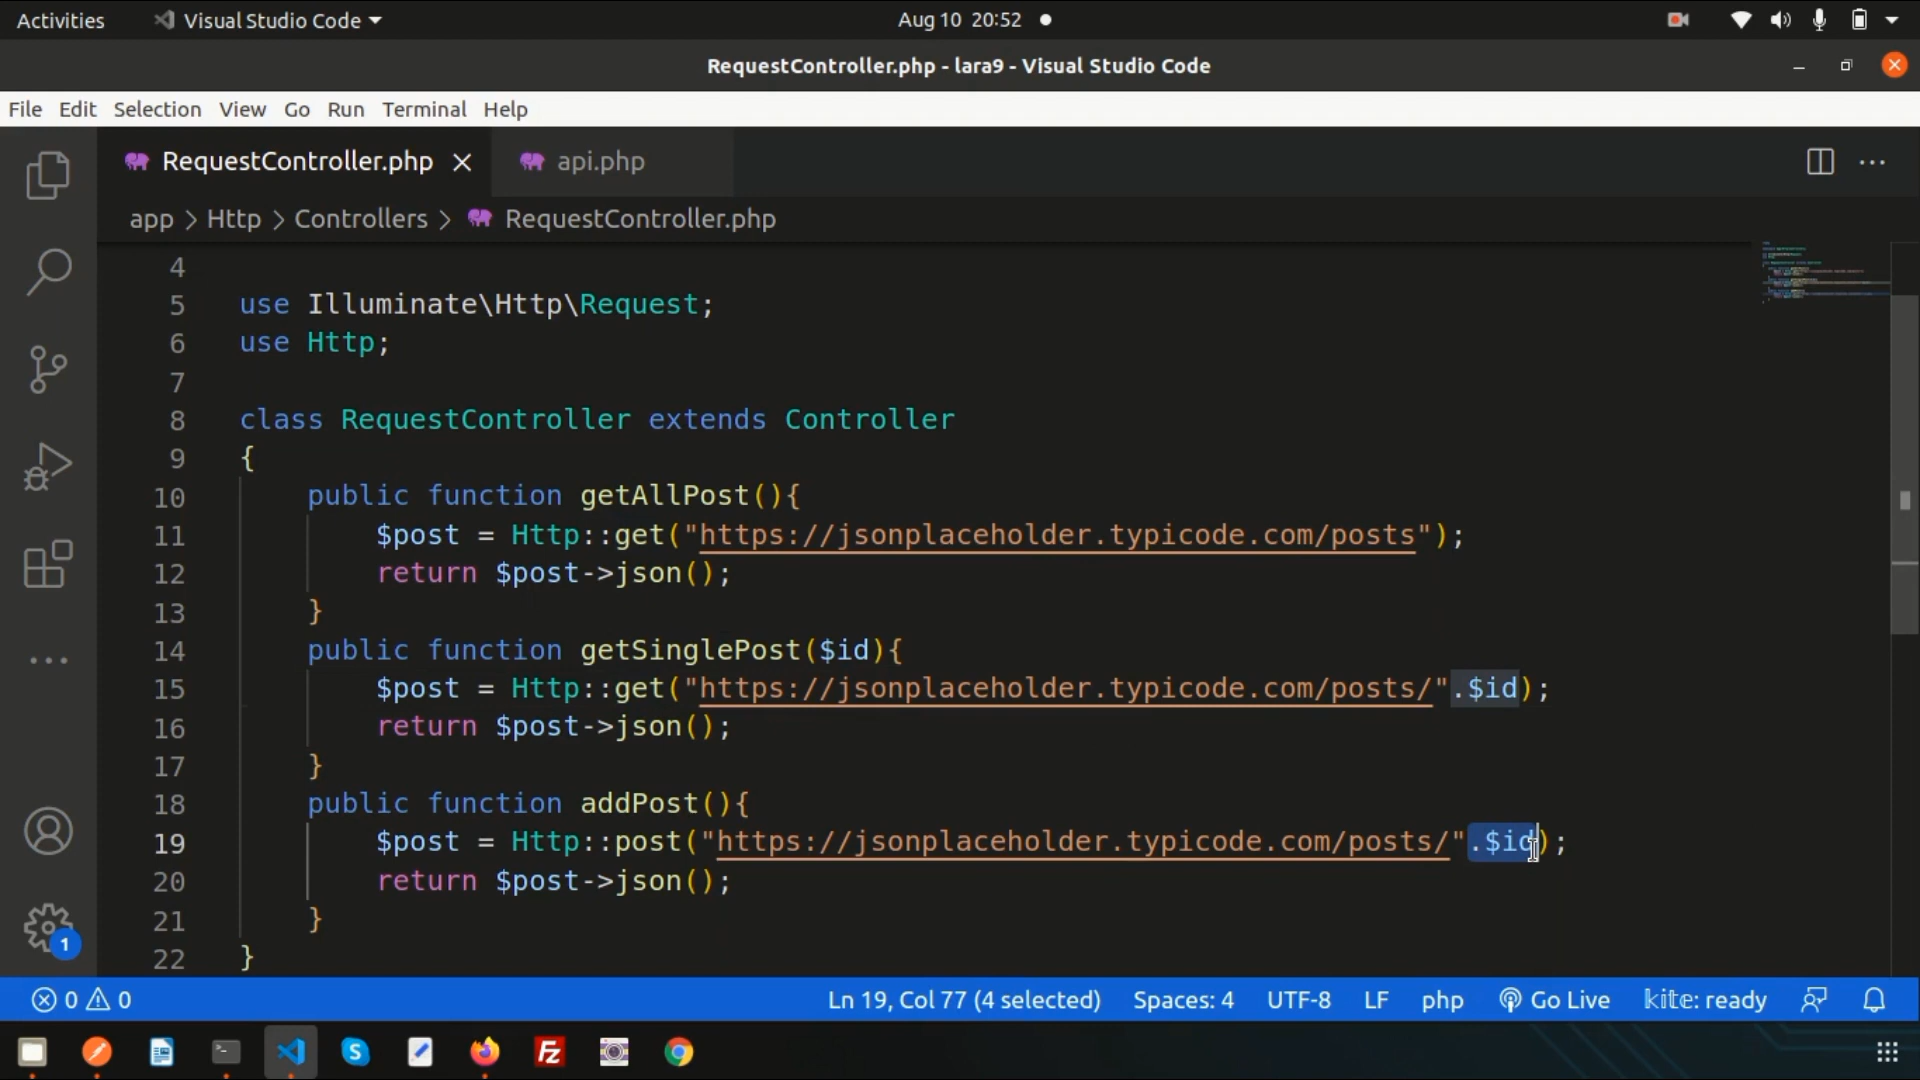 Activities Visual Studio Code Aug 10 20:52
RequestController.php - lara9 - Visual Studio Code
File Edit Selection View Go Run Terminal Help
RequestController.php api.php
app > Http > Controllers > RequestController.php
4
5 use Illuminate\Http\Request;
6 use Http;
7
8 class RequestController extends Controller
9 {
10 public function getAllPost(){
11 $post = Http::get("https://jsonplaceholder.typicode.com/posts");
12 return $post->json();
13 }
14 public function getSinglePost($id){
15 $post = Http::get("https://jsonplaceholder.typicode.com/posts/".$id);
16 return $post->json();
17 }
18 public function addPost(){
19 $post = Http::post("https://jsonplaceholder.typicode.com/posts/".$id);
20 return $post->json();
21 }
22 }
1
0 0 Ln 19, Col 77 (4 selected) Spaces: 4 UTF-8 LF php Go Live kite: ready